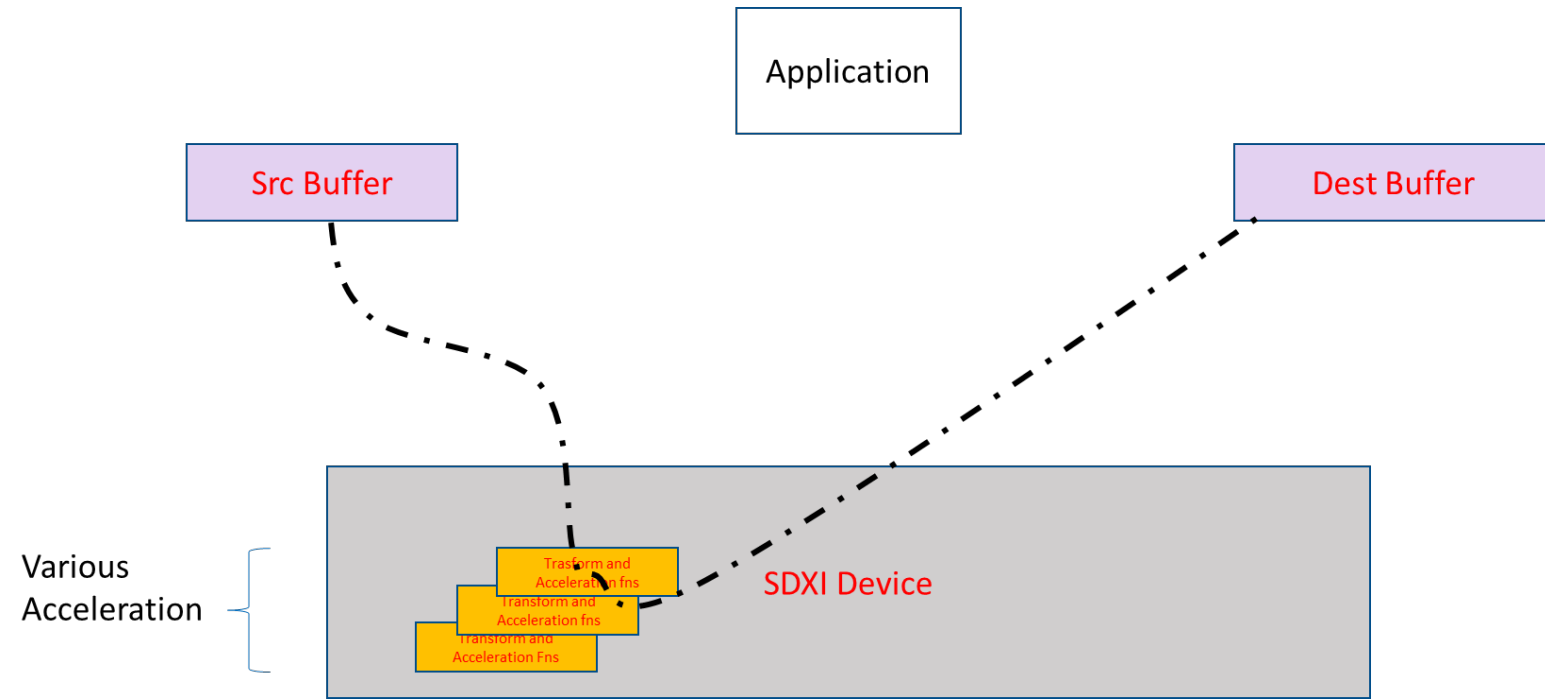 Application
Src Buffer
Dest Buffer
Various
Acceleration
Trasform and
Acceleration fns
Transform and
Acceleration fns
Transform and
Acceleration Fns
SDXI Device